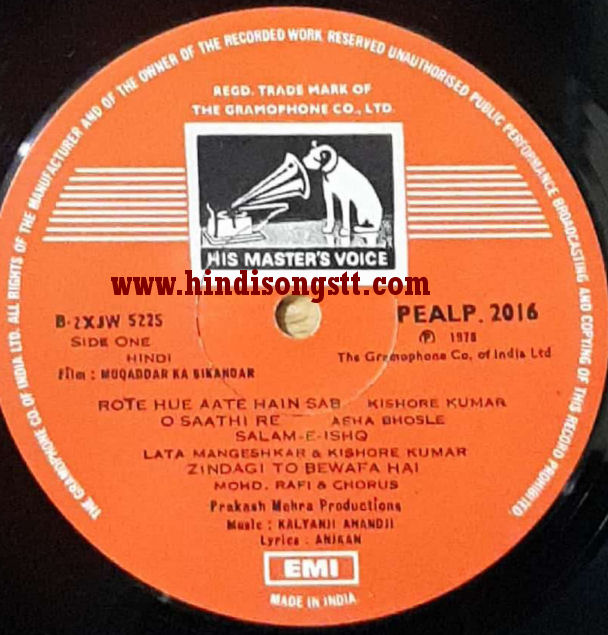 THE GRAMOPHONE CO. OF INDIA LTD. ALL RIGHTS OF THE MANUFACTURER AND OF THE OWNER OF THE RECORDED WORK RESERVED UNAUTHORISED PUBLIC PERFORMANCE BROADCASTING AND COPYING OF THIS RECORD PROHIBITED.
REGD. TRADE MARK OF
THE GRAMOPHONE CO., LTD.
HIS MASTER'S VOICE
www.hindisongstt.com
B-2XJW 5225 PEALP. 2016
SIDE ONE Ⓟ 1978
HINDI The Gramophone Co. of India Ltd
Film : MUQADDAR KA SIKANDAR
ROTE HUE AATE HAIN SAB KISHORE KUMAR
O SAATHI RE ASHA BHOSLE
SALAM-E-ISHQ
LATA MANGESHKAR & KISHORE KUMAR
ZINDAGI TO BEWAFA HAI
MOHD. RAFI & CHORUS
Prakash Mehra Productions
Music : KALYANJI ANANDJI
Lyrics : ANJAAN
EMI
MADE IN INDIA